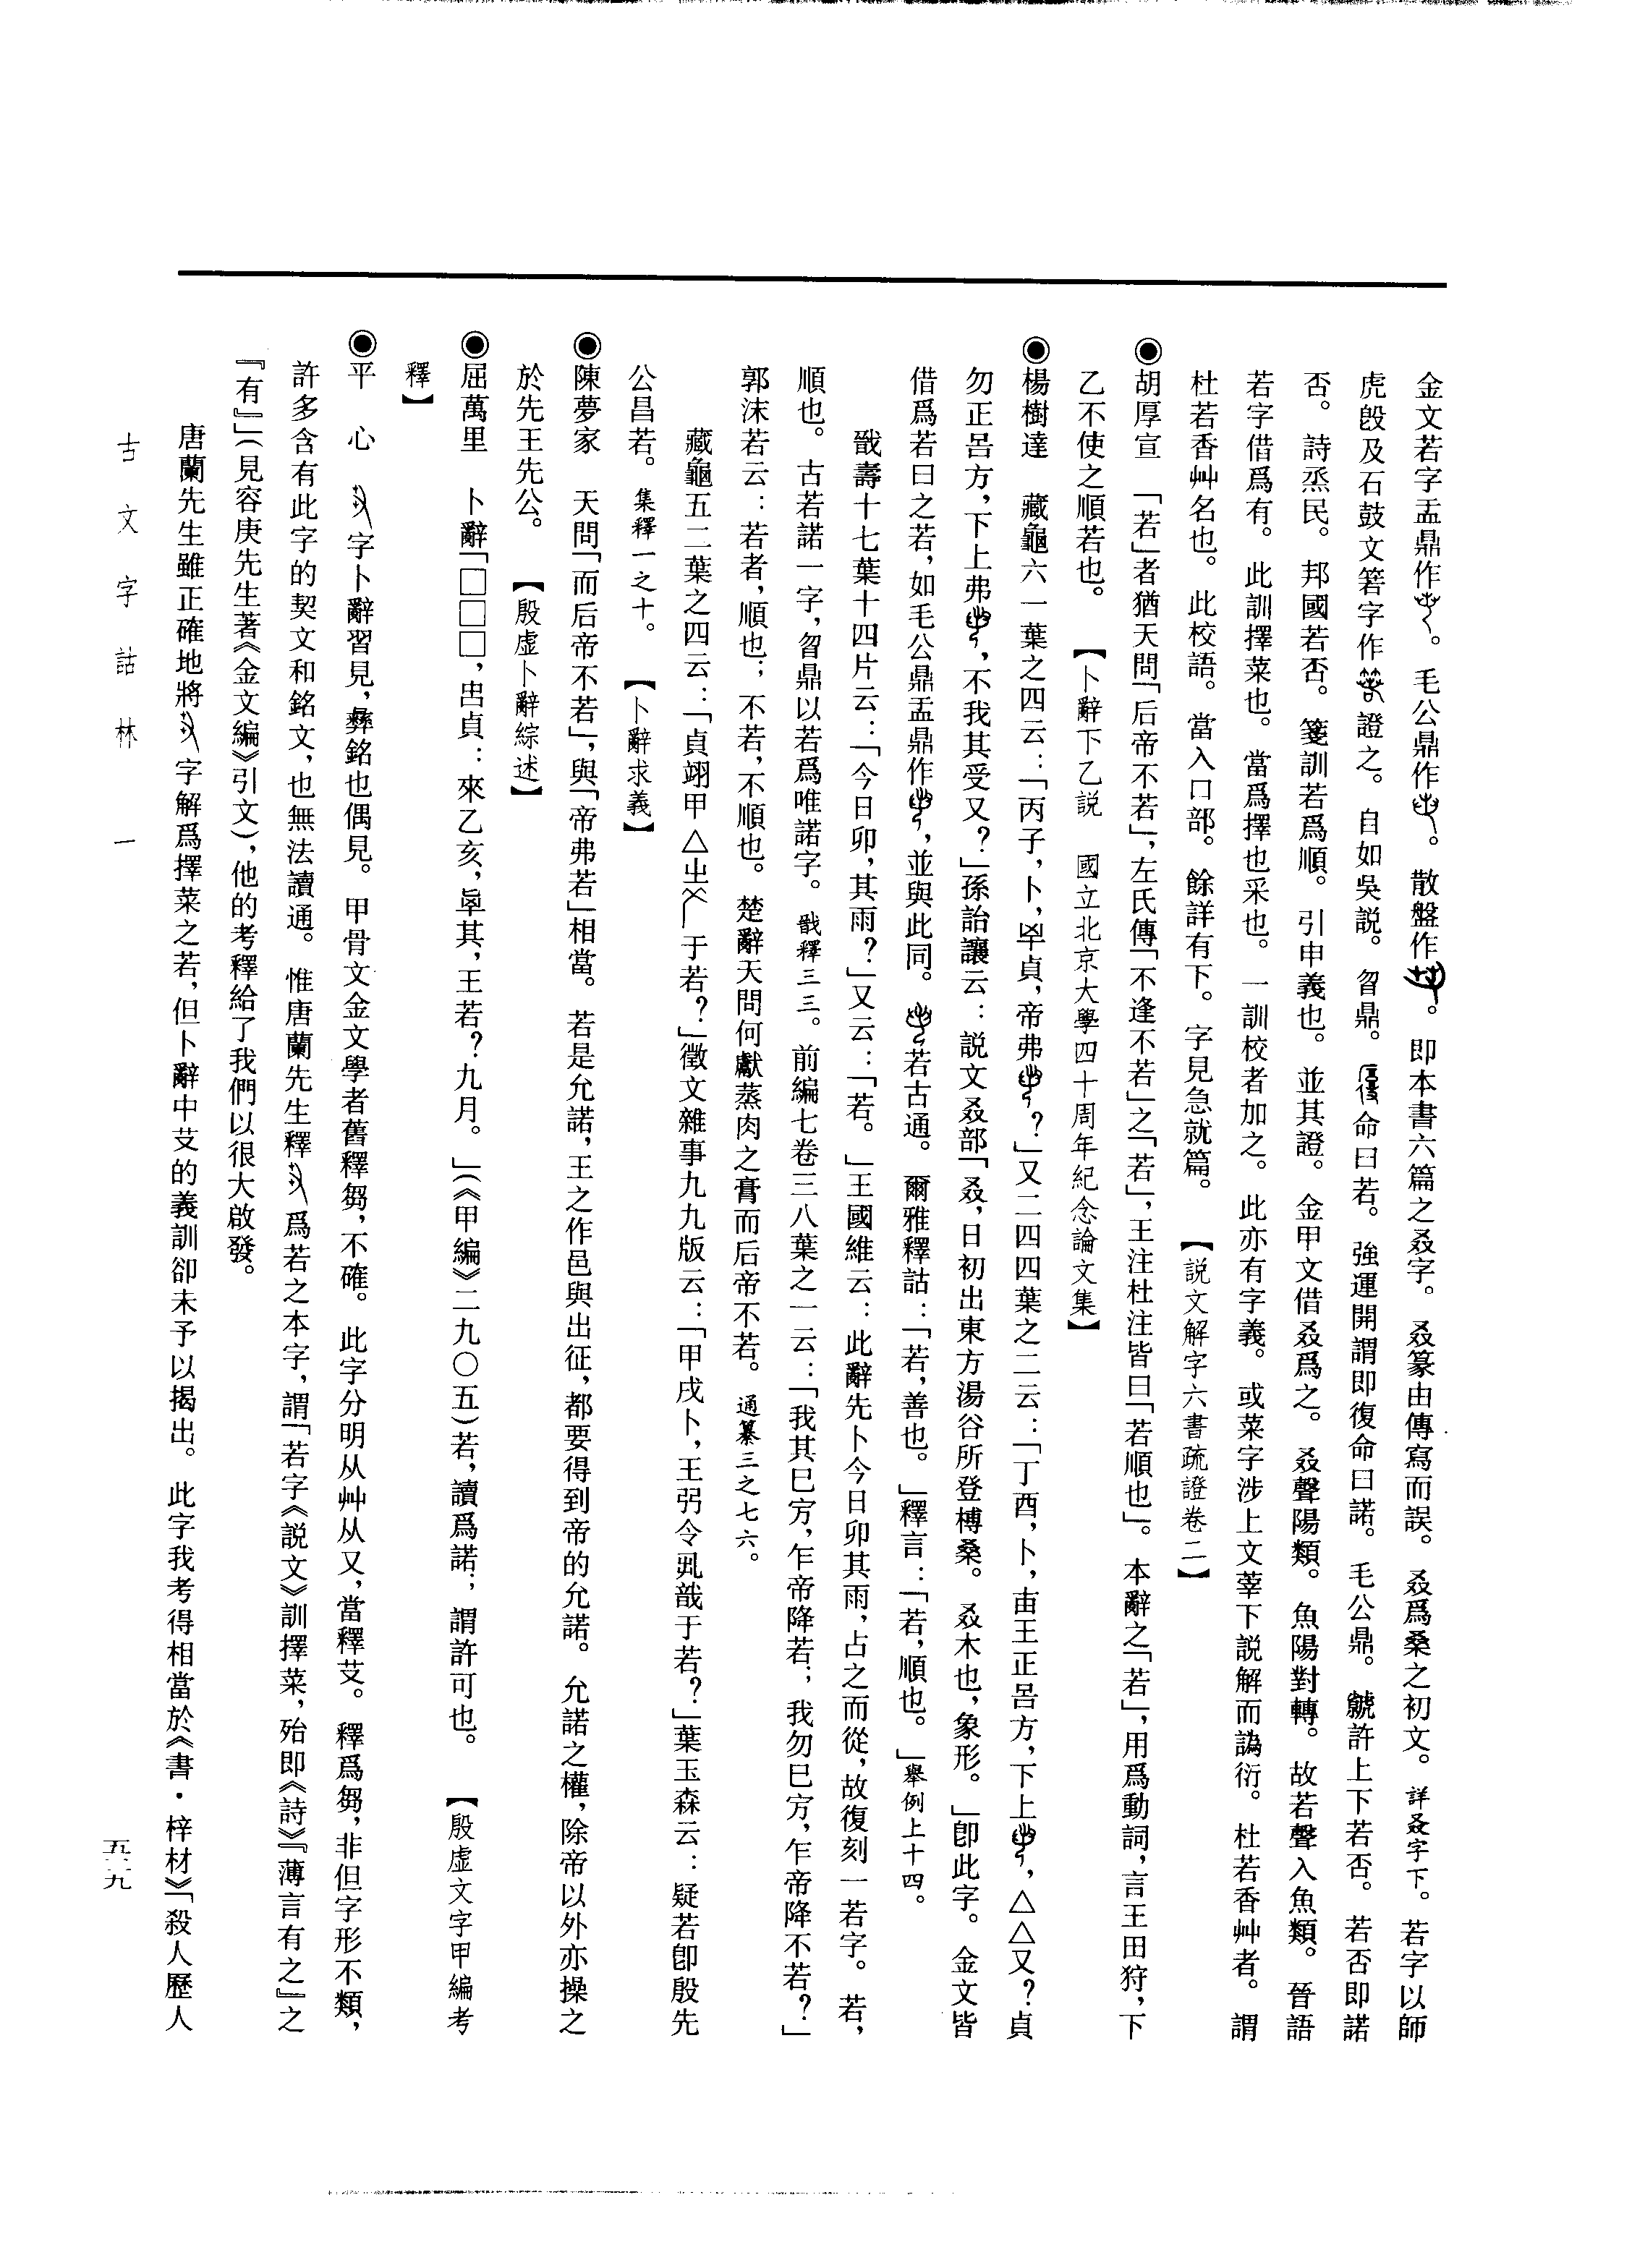 金文若字盂鼎作。毛公鼎作。散盤作。即本書六篇之叒字。叒篆由傳寫而誤。叒爲桑之初文。詳叒字下。若字以師
虎𣪘及石鼓文箬字作證之。自如吳説。曶鼎。命曰若。強運開謂即復命曰諾。毛公鼎。虩許上下若否。若否即諾
否。詩烝民。邦國若否。箋訓若爲順。引申義也。並其證。金甲文借叒爲之。叒聲陽類。魚陽對轉。故若聲入魚類。晉語
若字借爲有。此訓擇菜也。當爲擇也采也。一訓校者加之。此亦有字義。或菜字涉上文莘下説解而譌衍。杜若香艸者。謂
杜若香艸名也。此校語。當入口部。餘詳有下。字見急就篇。【説文解字六書疏證卷二】
◉胡厚宣　「若」者猶天問「后帝不若」,左氏傳「不逢不若」之「若」,王注杜注皆曰「若順也」。本辭之「若」,用爲動詞,言王田狩,下
乙不使之順若也。【卜辭下乙説　國立北京大學四十周年紀念論文集】
◉楊樹達　藏龜六一葉之四云：「丙子,卜,貞,帝弗?」又二四四葉之二云：「丁酉,卜,王正呂方,下上,△△又?貞
勿正呂方,下上弗,不我其受又?」孫詒讓云：説文叒部「叒,日初出東方湯谷所登榑桑。叒木也,象形。」卽此字。金文皆
借爲若曰之若,如毛公鼎盂鼎作,並與此同。若古通。爾雅釋詁：「若,善也。」釋言：「若,順也。」舉例上十四。
戩壽十七葉十四片云：「今日卯,其雨?」又云：「若。」王國維云：此辭先卜今日卯其雨,占之而從,故復刻一若字。若,
順也。古若諾一字,曶鼎以若爲唯諾字。戩釋三三。前編七卷三八葉之一云：「我其巳㝑,乍帝降若；我勿巳㝑,乍帝降不若?」
郭沫若云：若者,順也；不若,不順也。楚辭天問何獻蒸肉之膏而后帝不若。通纂三之七六。
藏龜五二葉之四云：「貞翊甲△㞢于若?」徵文雜事九九版云：「甲戌卜,王弜令戠于若?」葉玉森云：疑若卽殷先
公昌若。集釋一之十。【卜辭求義】
◉陳夢家　天問「而后帝不若」,與「帝弗若」相當。若是允諾,王之作邑與出征,都要得到帝的允諾。允諾之權,除帝以外亦操之
於先王先公。【殷虛卜辭綜述】
◉屈萬里　卜辭「□□□,貞：來乙亥,其,王若?九月。」(《甲編》二九〇五)若,讀爲諾；謂許可也。【殷虛文字甲編考
釋】
◉平　心　字卜辭習見,彝銘也偶見。甲骨文金文學者舊釋芻,不確。此字分明从艸从又,當釋芆。釋爲芻,非但字形不類,
許多含有此字的契文和銘文,也無法讀通。惟唐蘭先生釋爲若之本字,謂「若字《説文》訓擇菜,殆即《詩》『薄言有之』之
『有』」(見容庚先生著《金文編》引文),他的考釋給了我們以很大啟發。
唐蘭先生雖正確地將字解爲擇菜之若,但卜辭中芆的義訓卻未予以揭出。此字我考得相當於《書·梓材》「殺人歷人
古文字詁林　一
五一九